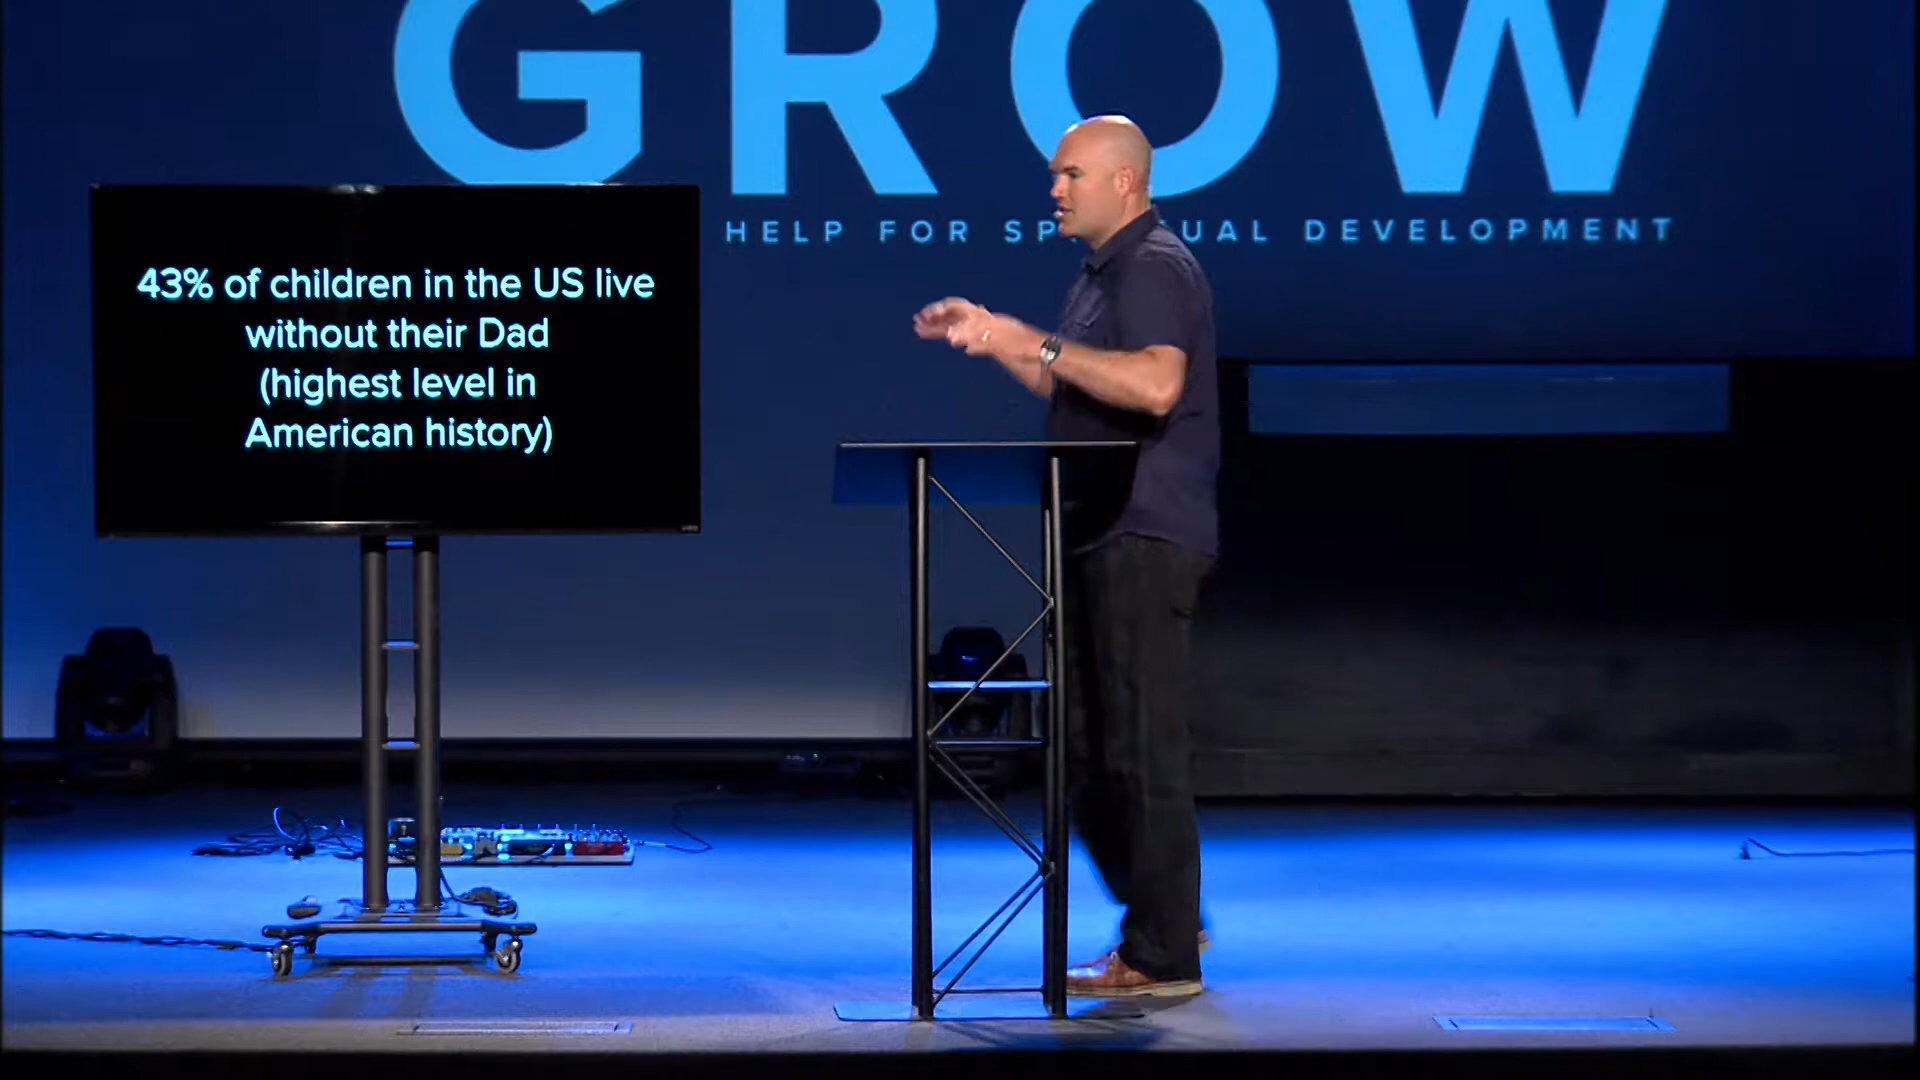 GROW
HELP FOR SP UAL DEVELOPMENT
43% of children in the US live
without their Dad
(highest level in
American history)